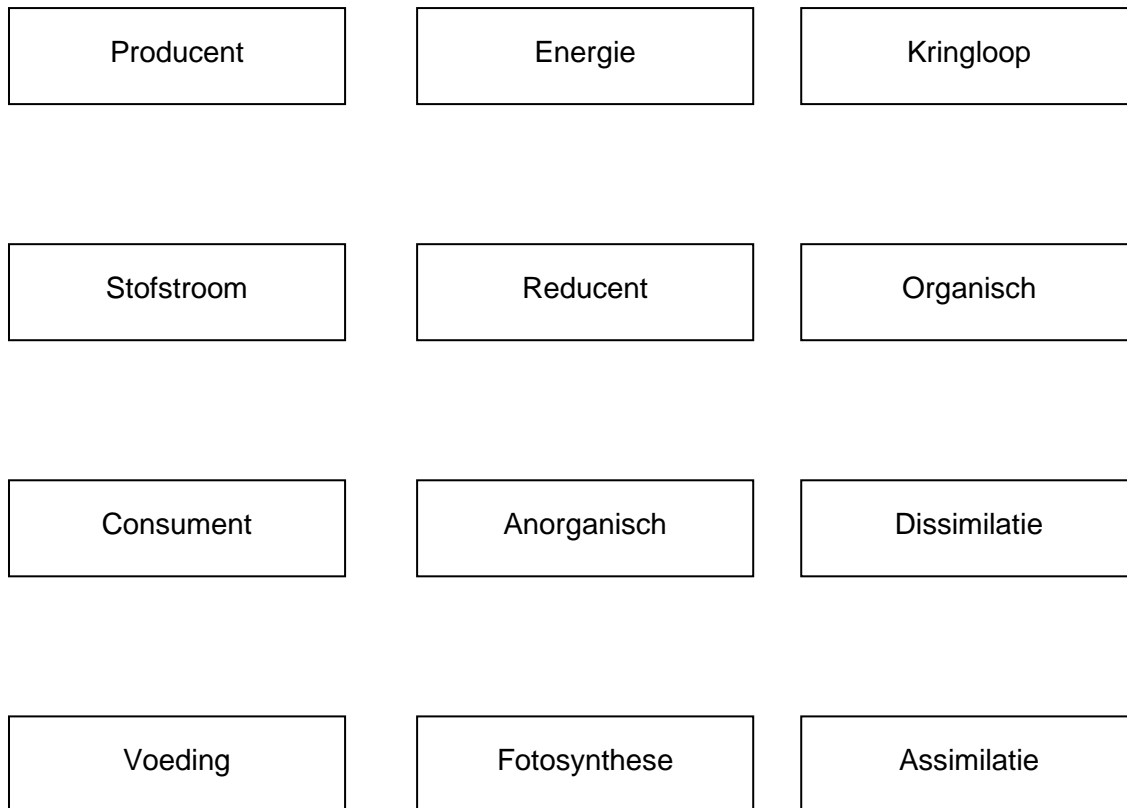 Producent
Energie
Kringloop
Stofstroom
Reducent
Organisch
Consument
Anorganisch
Dissimilatie
Voeding
Fotosynthese
Assimilatie